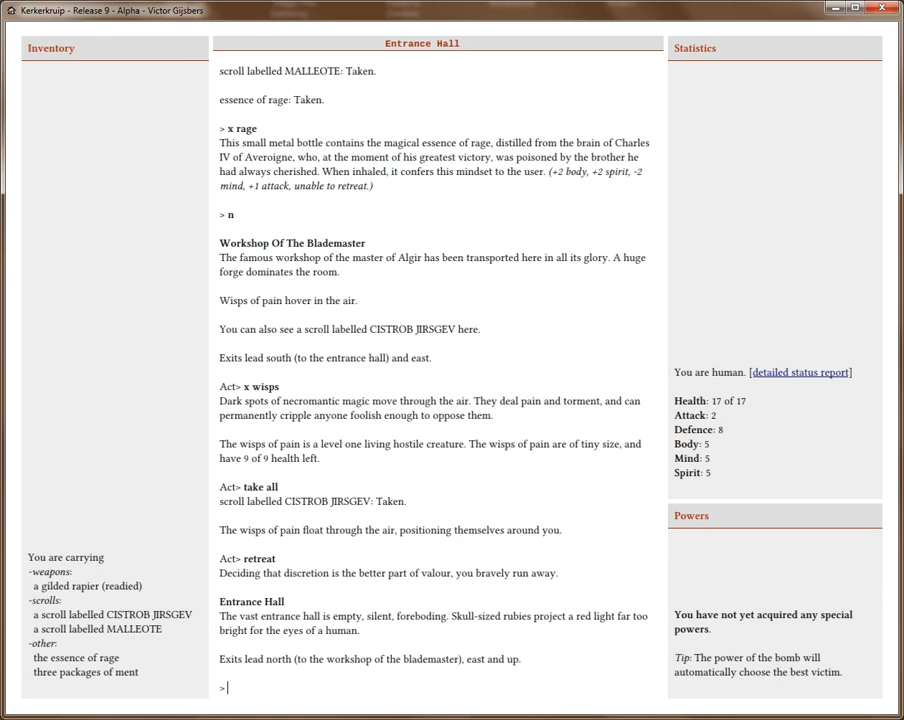 Kerkerkruip - Release 9 - Alpha - Victor Gijsbers
Inventory
You are carrying
-weapons:
a gilded rapier (readied)
-scrolls:
a scroll labelled CISTROB JIRSGEV
a scroll labelled MALLEOTE
-other:
the essence of rage
three packages of ment
Entrance Hall
scroll labelled MALLEOTE: Taken.
essence of rage: Taken.
> x rage
This small metal bottle contains the magical essence of rage, distilled from the brain of Charles
IV of Averoigne, who, at the moment of his greatest victory, was poisoned by the brother he
had always cherished. When inhaled, it confers this mindset to the user. (+2 body, +2 spirit, -2
mind, +1 attack, unable to retreat.)
> n
Workshop Of The Blademaster
The famous workshop of the master of Algir has been transported here in all its glory. A huge
forge dominates the room.
Wisps of pain hover in the air.
You can also see a scroll labelled CISTROB JIRSGEV here.
Exits lead south (to the entrance hall) and east.
Act> x wisps
Dark spots of necromantic magic move through the air. They deal pain and torment, and can
permanently cripple anyone foolish enough to oppose them.
The wisps of pain is a level one living hostile creature. The wisps of pain are of tiny size, and
have 9 of 9 health left.
Act> take all
scroll labelled CISTROB JIRSGEV: Taken.
The wisps of pain float through the air, positioning themselves around you.
Act> retreat
Deciding that discretion is the better part of valour, you bravely run away.
Entrance Hall
The vast entrance hall is empty, silent, foreboding. Skull-sized rubies project a red light far too
bright for the eyes of a human.
Exits lead north (to the workshop of the blademaster), east and up.
>
Statistics
You are human. [detailed status report]
Health: 17 of 17
Attack: 2
Defence: 8
Body: 5
Mind: 5
Spirit: 5
Powers
You have not yet acquired any special
powers.
Tip: The power of the bomb will
automatically choose the best victim.